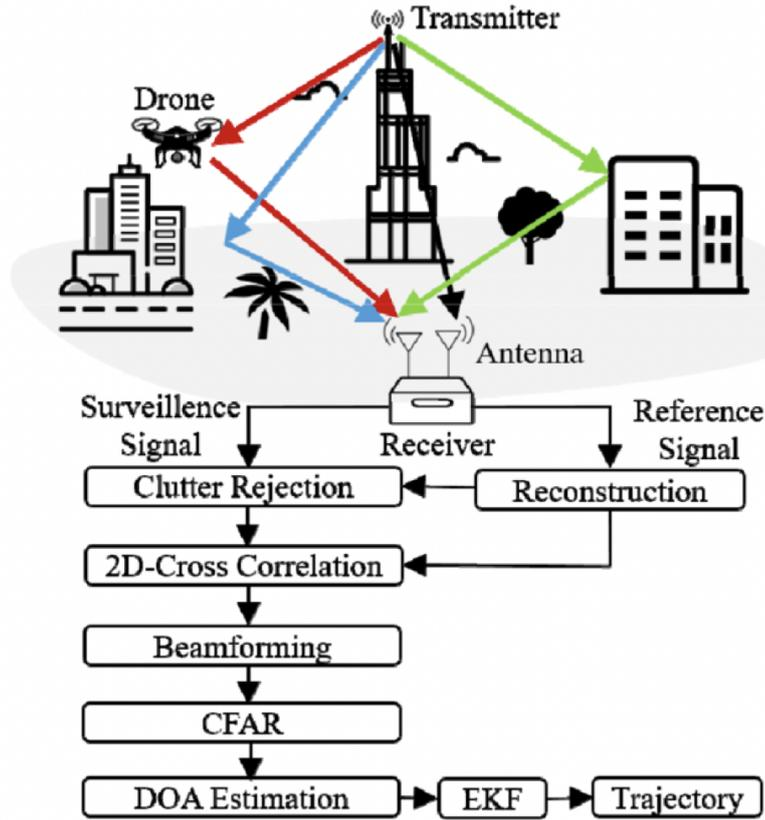 Transmitter
Drone
Antenna
Surveillence
Signal
Receiver
Reference
Signal
Clutter Rejection
Reconstruction
2D-Cross Correlation
Beamforming
CFAR
DOA Estimation
EKF
Trajectory